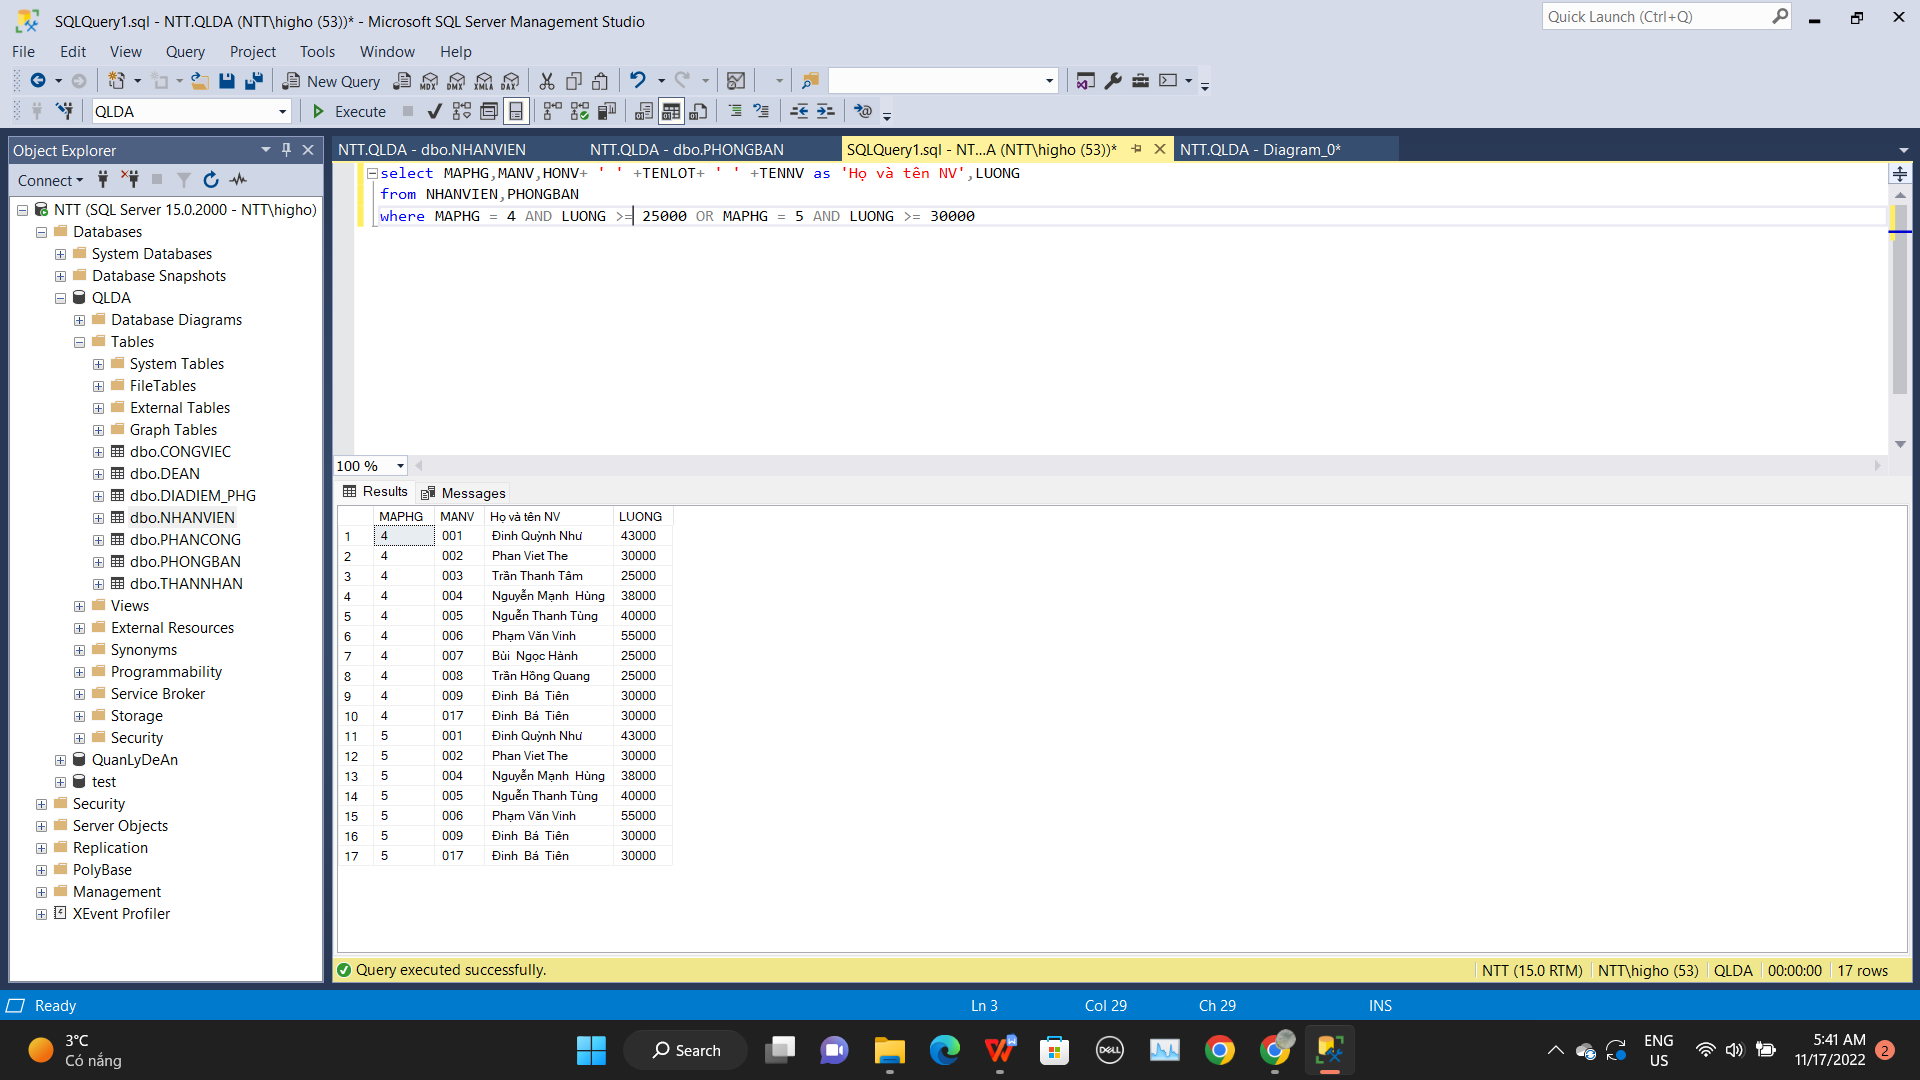 SQLQuery1.sql - NTT.QLDA (NTT\higho (53))* - Microsoft SQL Server Management Studio
Quick Launch (Ctrl+Q)
File Edit View Query Project Tools Window Help
New Query MDX DMX XMLA DAX
QLDA Execute
Object Explorer
NTT.QLDA - dbo.NHANVIEN NTT.QLDA - dbo.PHONGBAN SQLQuery1.sql - NT...A (NTT\higho (53))* NTT.QLDA - Diagram_0*
Connect
NTT (SQL Server 15.0.2000 - NTT\higho)
Databases
System Databases
Database Snapshots
QLDA
Database Diagrams
Tables
System Tables
FileTables
External Tables
Graph Tables
dbo.CONGVIEC
dbo.DEAN
dbo.DIADIEM_PHG
dbo.NHANVIEN
dbo.PHANCONG
dbo.PHONGBAN
dbo.THANNHAN
Views
External Resources
Synonyms
Programmability
Service Broker
Storage
Security
QuanLyDeAn
test
Security
Server Objects
Replication
PolyBase
Management
XEvent Profiler
select MAPHG,MANV,HONV+ ' ' +TENLOT+ ' ' +TENNV as 'Họ và tên NV',LUONG
from NHANVIEN,PHONGBAN
where MAPHG = 4 AND LUONG >= 25000 OR MAPHG = 5 AND LUONG >= 30000
100 %
Results Messages
MAPHG MANV Họ và tên NV LUONG
1 4 001 Đinh Quỳnh Như 43000
2 4 002 Phan Viet The 30000
3 4 003 Trần Thanh Tâm 25000
4 4 004 Nguyễn Mạnh Hùng 38000
5 4 005 Nguễn Thanh Tùng 40000
6 4 006 Phạm Văn Vinh 55000
7 4 007 Bùi Ngọc Hành 25000
8 4 008 Trần Hồng Quang 25000
9 4 009 Đinh Bá Tiên 30000
10 4 017 Đinh Bá Tiên 30000
11 5 001 Đinh Quỳnh Như 43000
12 5 002 Phan Viet The 30000
13 5 004 Nguyễn Mạnh Hùng 38000
14 5 005 Nguễn Thanh Tùng 40000
15 5 006 Phạm Văn Vinh 55000
16 5 009 Đinh Bá Tiên 30000
17 5 017 Đinh Bá Tiên 30000
Query executed successfully. NTT (15.0 RTM) NTT\higho (53) QLDA 00:00:00 17 rows
Ready Ln 3 Col 29 Ch 29 INS
3°C
Có nắng
Search
DELL
ENG
US
5:41 AM
11/17/2022
2